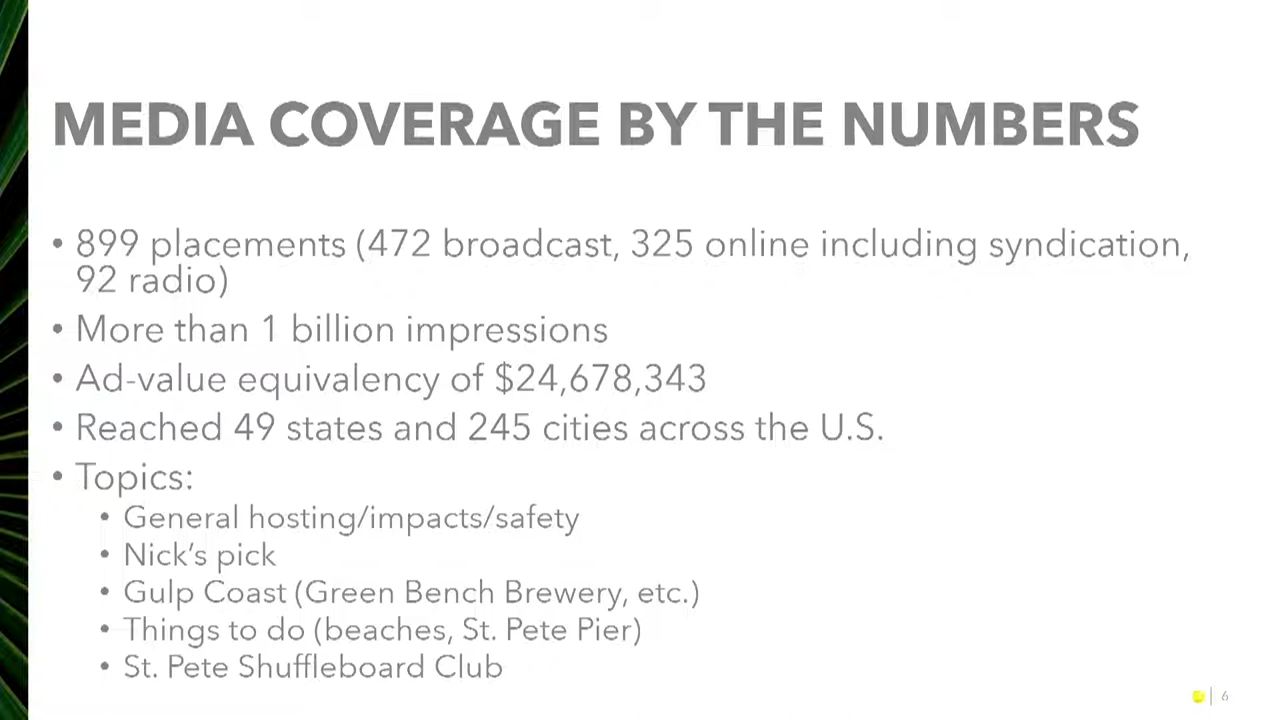 MEDIA COVERAGE BY THE NUMBERS
• 899 placements (472 broadcast, 325 online including syndication,
92 radio)
• More than 1 billion impressions
• Ad-value equivalency of $24,678,343
• Reached 49 states and 245 cities across the U.S.
• Topics:
• General hosting/impacts/safety
• Nick's pick
• Gulp Coast (Green Bench Brewery, etc.)
• Things to do (beaches, St. Pete Pier)
• St. Pete Shuffleboard Club
6